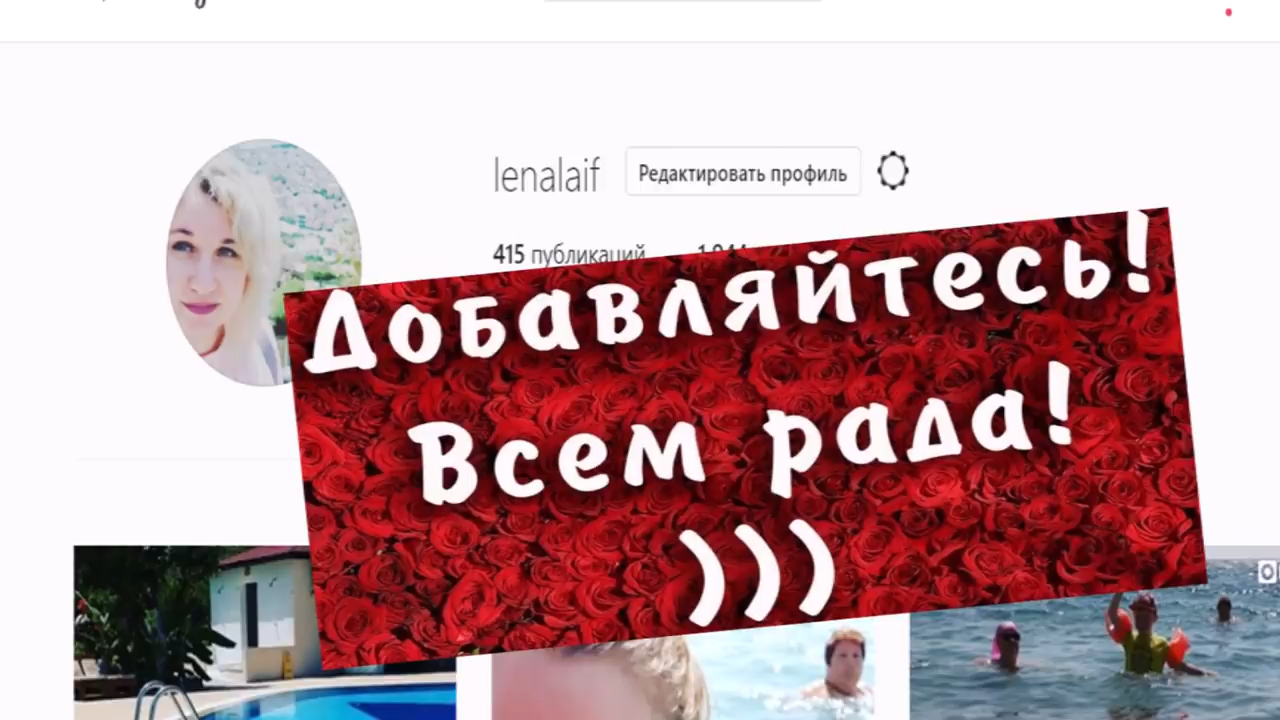 lenalaif Редактировать профиль
415 публикаций
Добавляйтесь!
Всем рада!
)))